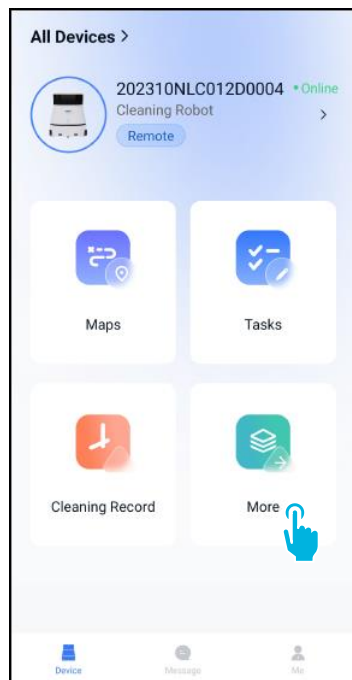 All Devices >
202310NLC012D0004 • Online
Cleaning Robot >
Remote
Maps
Tasks
Cleaning Record
More
Device
Message
Me